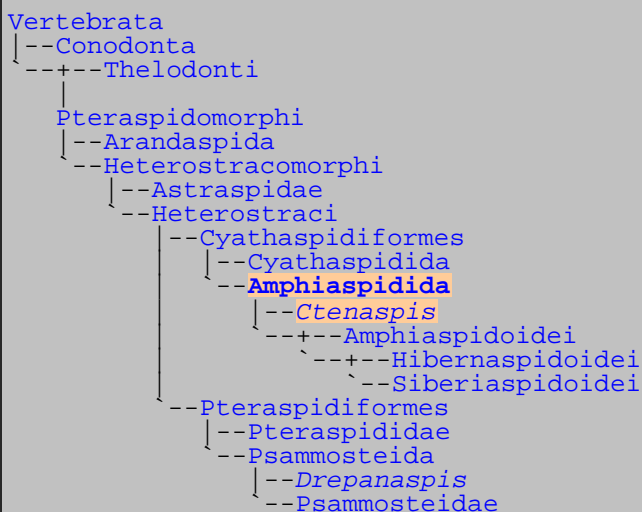 Vertebrata
|--Conodonta
`--+--Thelodonti
|
Pteraspidomorphi
|--Arandaspida
`--Heterostracomorphi
|--Astraspidae
`--Heterostraci
|--Cyathaspidiformes
| |--Cyathaspidida
| `--Amphiaspidida
| |--Ctenaspis
| `--+--Amphiaspidoidei
| `--+--Hibernaspidoidei
| `--Siberiaspidoidei
`--Pteraspidiformes
|--Pteraspididae
`--Psammosteida
|--Drepanaspis
`--Psammosteidae